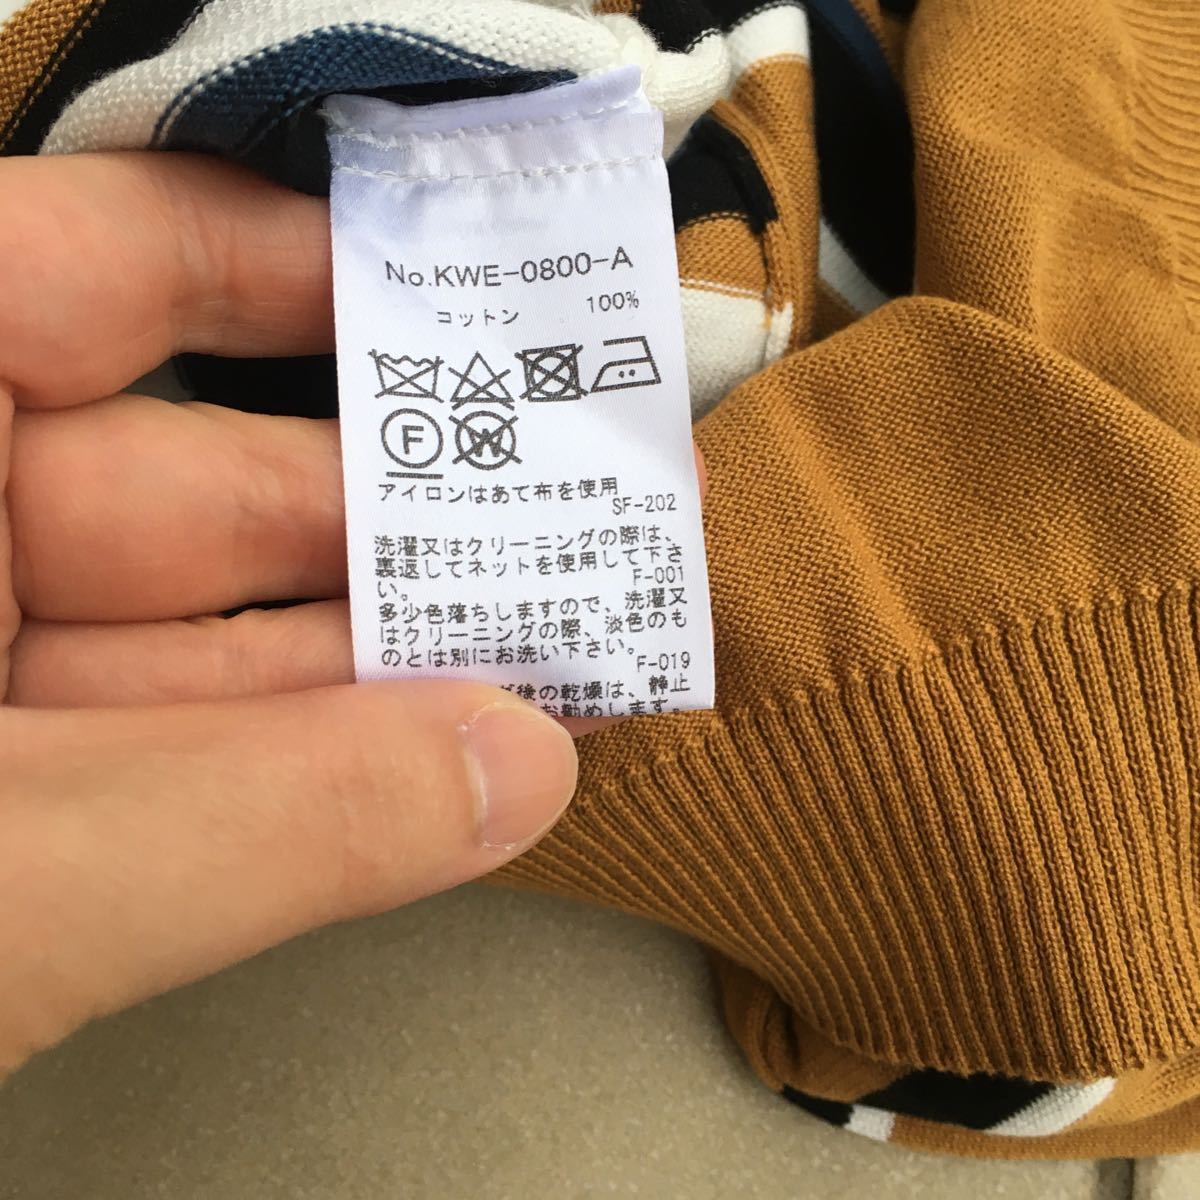 No.KWE-0800-A
コットン 100%
F W
アイロンはあて布を使用
SF-202
洗濯又はクリーニングの際は、
裏返してネットを使用して下さ
い。
F-001
多少色落ちしますので、洗濯又
はクリーニングの際、淡色のも
のとは別にお洗い下さい。
F-019
後の乾燥は、静止
お勧めします。